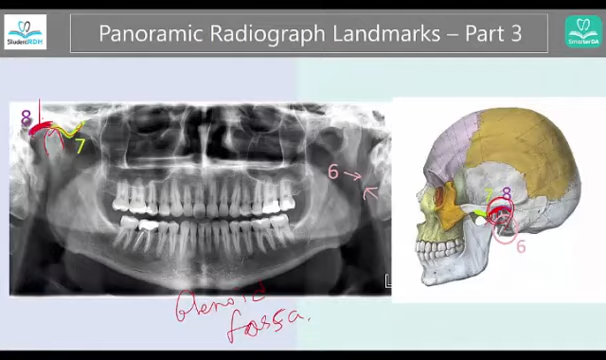 Panoramic Radiograph Landmarks – Part 3
StudentRDH
SmarterDA
8
7
6
L
7 8
6
Glenoid
fossa.